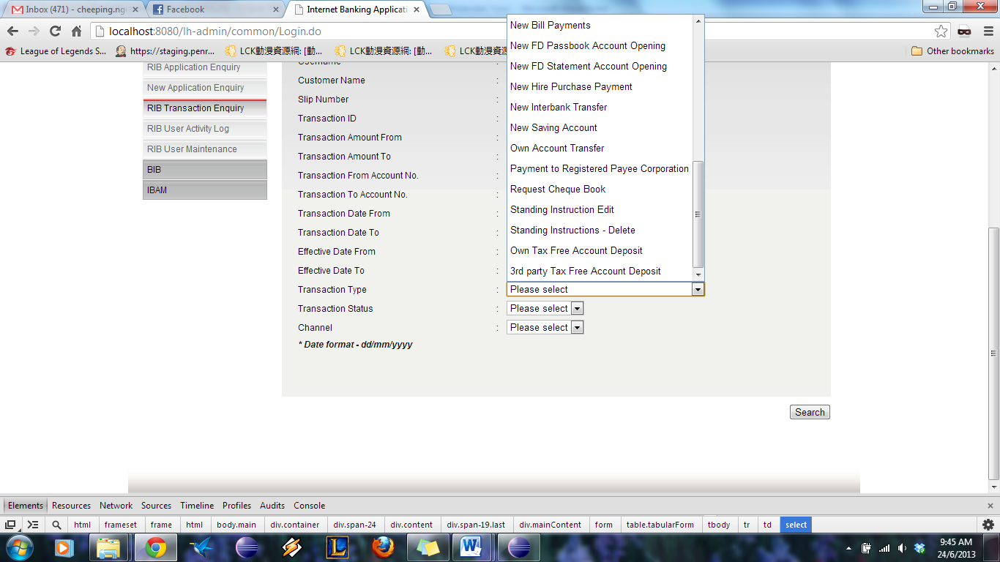 Inbox (471) - cheeping.ng
Facebook
Internet Banking Applicati
localhost:8080/lh-admin/common/Login.do
League of Legends S...
https://staging.penr...
LCK動漫資源網: [動...
LCK動漫資源網: [動...
LCK動漫資
Other bookmarks
RIB Application Enquiry
New Application Enquiry
RIB Transaction Enquiry
RIB User Activity Log
RIB User Maintenance
BIB
IBAM
Username
Customer Name :
Slip Number :
Transaction ID :
Transaction Amount From :
Transaction Amount To :
Transaction From Account No. :
Transaction To Account No. :
Transaction Date From :
Transaction Date To :
Effective Date From :
Effective Date To :
New Bill Payments
New FD Passbook Account Opening
New FD Statement Account Opening
New Hire Purchase Payment
New Interbank Transfer
New Saving Account
Own Account Transfer
Payment to Registered Payee Corporation
Request Cheque Book
Standing Instruction Edit
Standing Instructions - Delete
Own Tax Free Account Deposit
3rd party Tax Free Account Deposit
Transaction Type : Please select
Transaction Status : Please select
Channel : Please select
* Date format - dd/mm/yyyy
Search
Elements Resources Network Sources Timeline Profiles Audits Console
html frameset frame html body.main div.container div.span-24 div.content div.span-19.last div.mainContent form table.tabularForm tbody tr td select
9:45 AM
24/6/2013